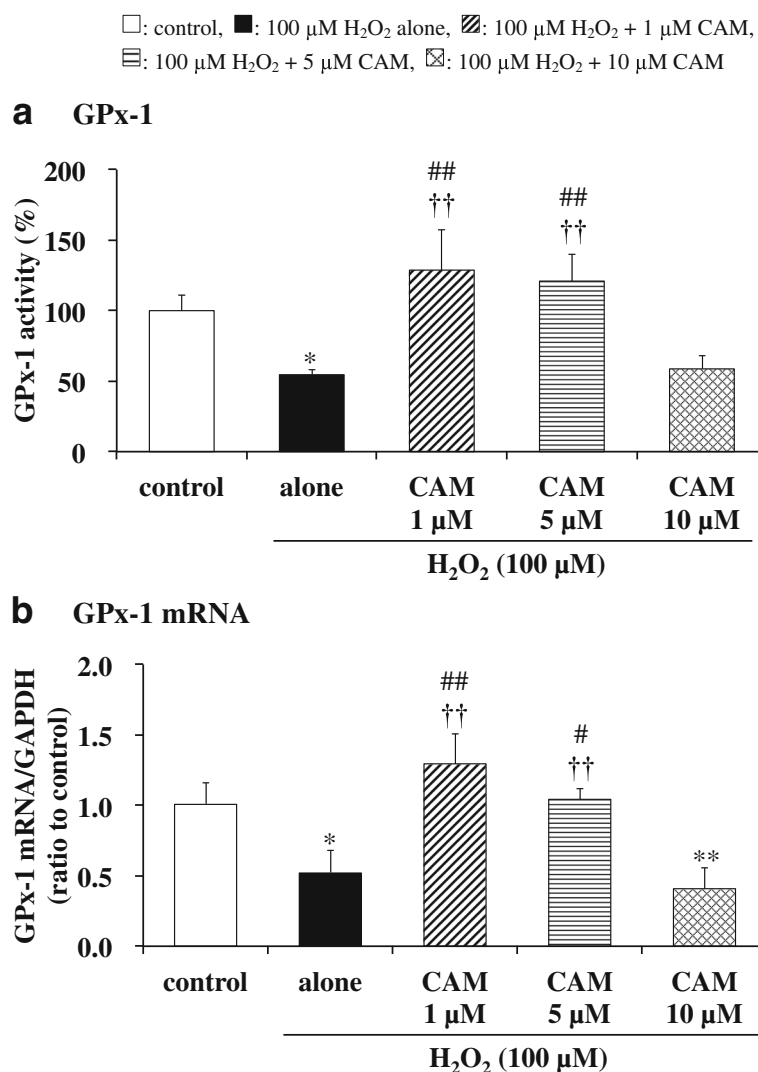 □: control, ■: 100 µM H₂O₂ alone, ▨: 100 µM H₂O₂ + 1 µM CAM,
▤: 100 µM H₂O₂ + 5 µM CAM, ▩: 100 µM H₂O₂ + 10 µM CAM
a GPx-1
GPx-1 activity (%)
200
150
100
50
0
##
††
##
††
*
control alone CAM 1 µM CAM 5 µM CAM 10 µM
H₂O₂ (100 µM)
b GPx-1 mRNA
GPx-1 mRNA/GAPDH
(ratio to control)
2.0
1.5
1.0
0.5
0.0
##
††
#
††
*
**
control alone CAM 1 µM CAM 5 µM CAM 10 µM
H₂O₂ (100 µM)